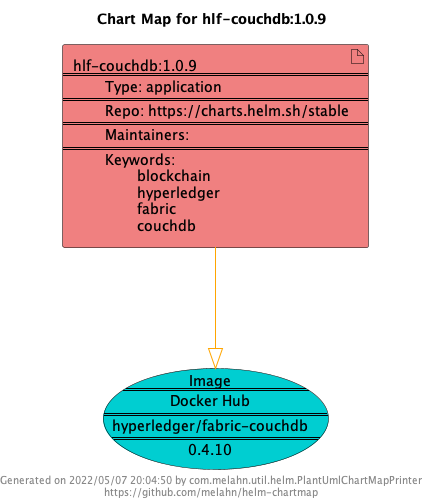 Chart Map for hlf-couchdb:1.0.9
hlf-couchdb:1.0.9
Type: application
Repo: https://charts.helm.sh/stable
Maintainers:
Keywords:
blockchain
hyperledger
fabric
couchdb
Image
Docker Hub
hyperledger/fabric-couchdb
0.4.10
Generated on 2022/05/07 20:04:50 by com.melahn.util.helm.PlantUmlChartMapPrinter
https://github.com/melahn/helm-chartmap